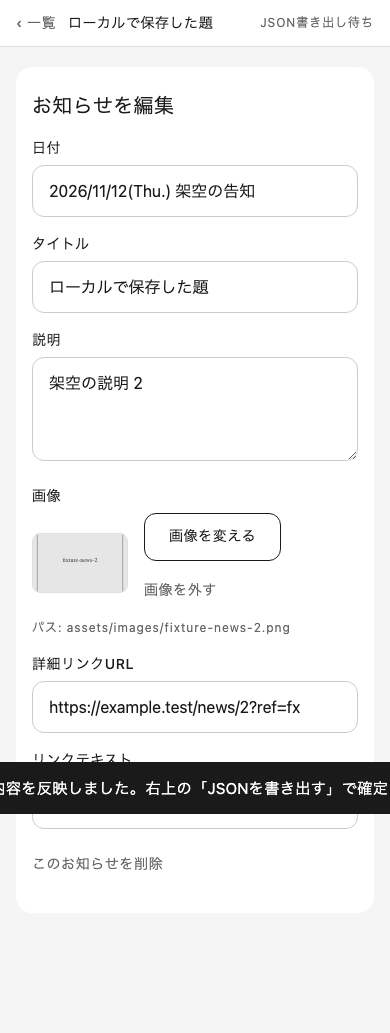 ‹ 一覧 ローカルで保存した題 JSON書き出し待ち
お知らせを編集
日付
2026/11/12(Thu.) 架空の告知
タイトル
ローカルで保存した題
説明
架空の説明 2
画像
fixture-news-2
画像を変える
画像を外す
パス: assets/images/fixture-news-2.png
詳細リンクURL
https://example.test/news/2?ref=fx
リンクテキスト
内容を反映しました。右上の「JSONを書き出す」で確定
このお知らせを削除